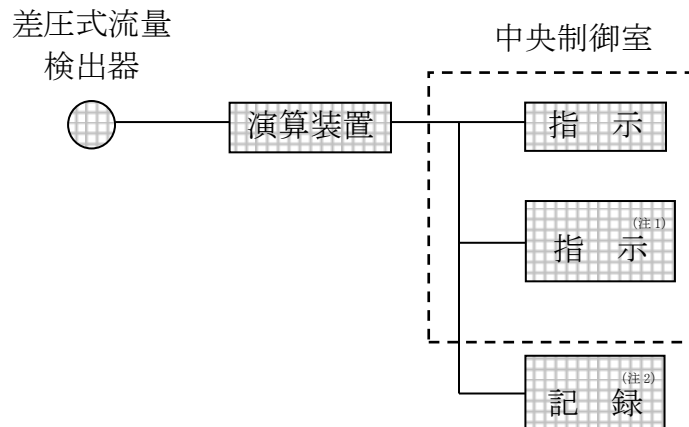 差圧式流量
検出器
中央制御室
演算装置
指 示
指 示(注1)
記 録(注2)